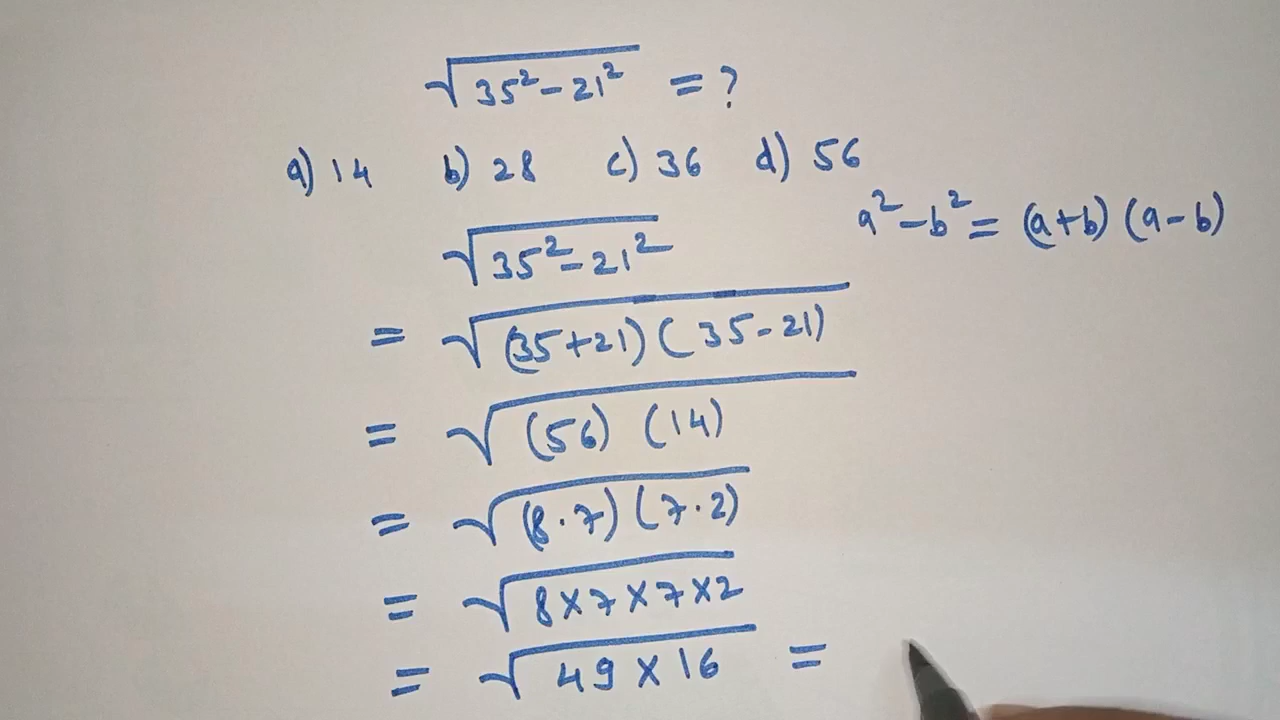 √(35² - 21²) = ?
a) 14 b) 28 c) 36 d) 56
a² - b² = (a+b) (a-b)
√(35² - 21²)
= √((35+21) (35-21))
= √((56) (14))
= √((8·7) (7·2))
= √(8×7×7×2)
= √(49×16) =